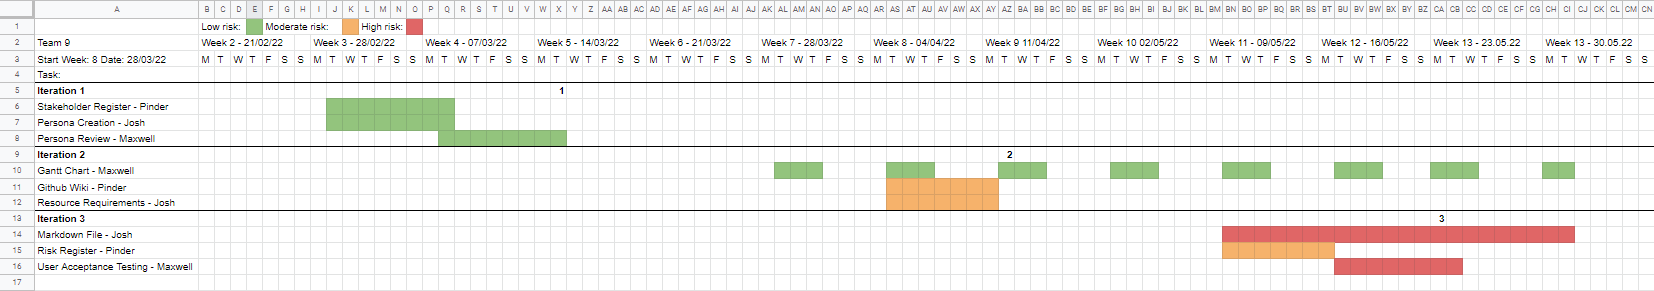 A B C D E F G H I J K L M N O P Q R S T U V W X Y Z AA AB AC AD AE AF AG AH AI AJ AK AL AM AN AO AP AQ AR AS AT AU AV AW AX AY AZ BA BB BC BD BE BF BG BH BI BJ BK BL BM BN BO BP BQ BR BS BT BU BV BW BX BY BZ CA CB CC CD CE CF CG CH CI CJ CK CL CM CN
1 Low risk: Moderate risk: High risk:
2 Team 9 Week 2 - 21/02/22 Week 3 - 28/02/22 Week 4 - 07/03/22 Week 5 - 14/03/22 Week 6 - 21/03/22 Week 7 - 28/03/22 Week 8 - 04/04/22 Week 9 11/04/22 Week 10 02/05/22 Week 11 - 09/05/22 Week 12 - 16/05/22 Week 13 - 23.05.22 Week 13 - 30.05.22
3 Start Week: 8 Date: 28/03/22 M T W T F S S M T W T F S S M T W T F S S M T W T F S S M T W T F S S M T W T F S S M T W T F S S M T W T F S S M T W T F S S M T W T F S S M T W T F S S M T W T F S S M T W T F S S
4 Task:
5 Iteration 1 1
6 Stakeholder Register - Pinder
7 Persona Creation - Josh
8 Persona Review - Maxwell
9 Iteration 2 2
10 Gantt Chart - Maxwell
11 Github Wiki - Pinder
12 Resource Requirements - Josh
13 Iteration 3 3
14 Markdown File - Josh
15 Risk Register - Pinder
16 User Acceptance Testing - Maxwell
17